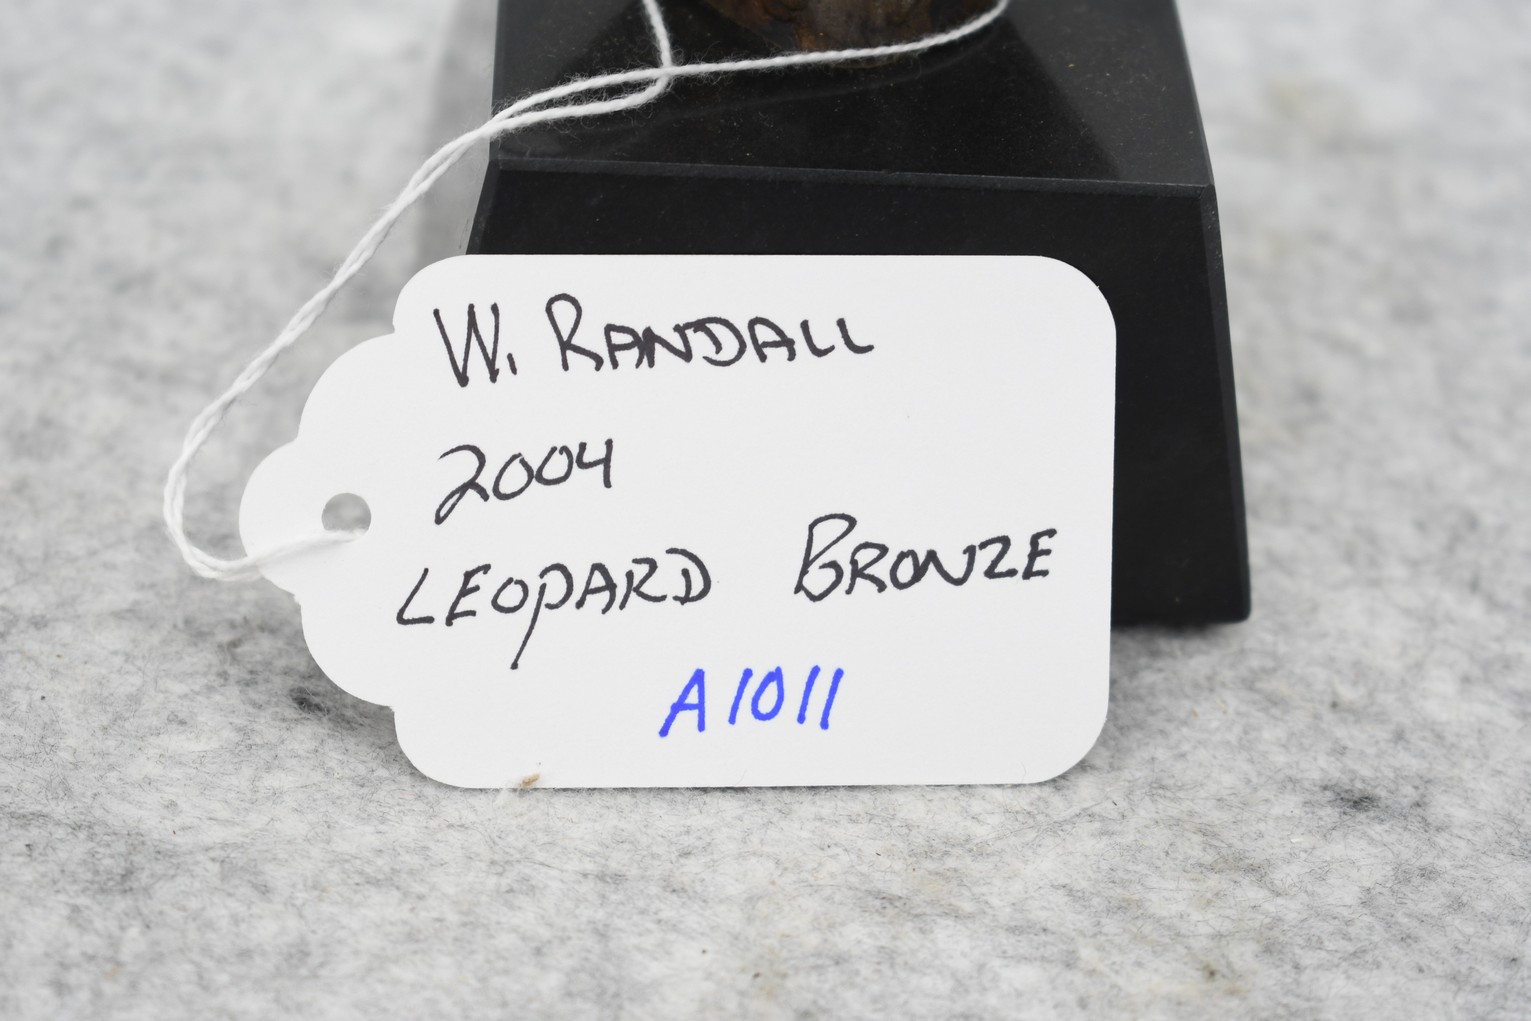 W. RANDALL
2004
LEOPARD BRONZE
A1011